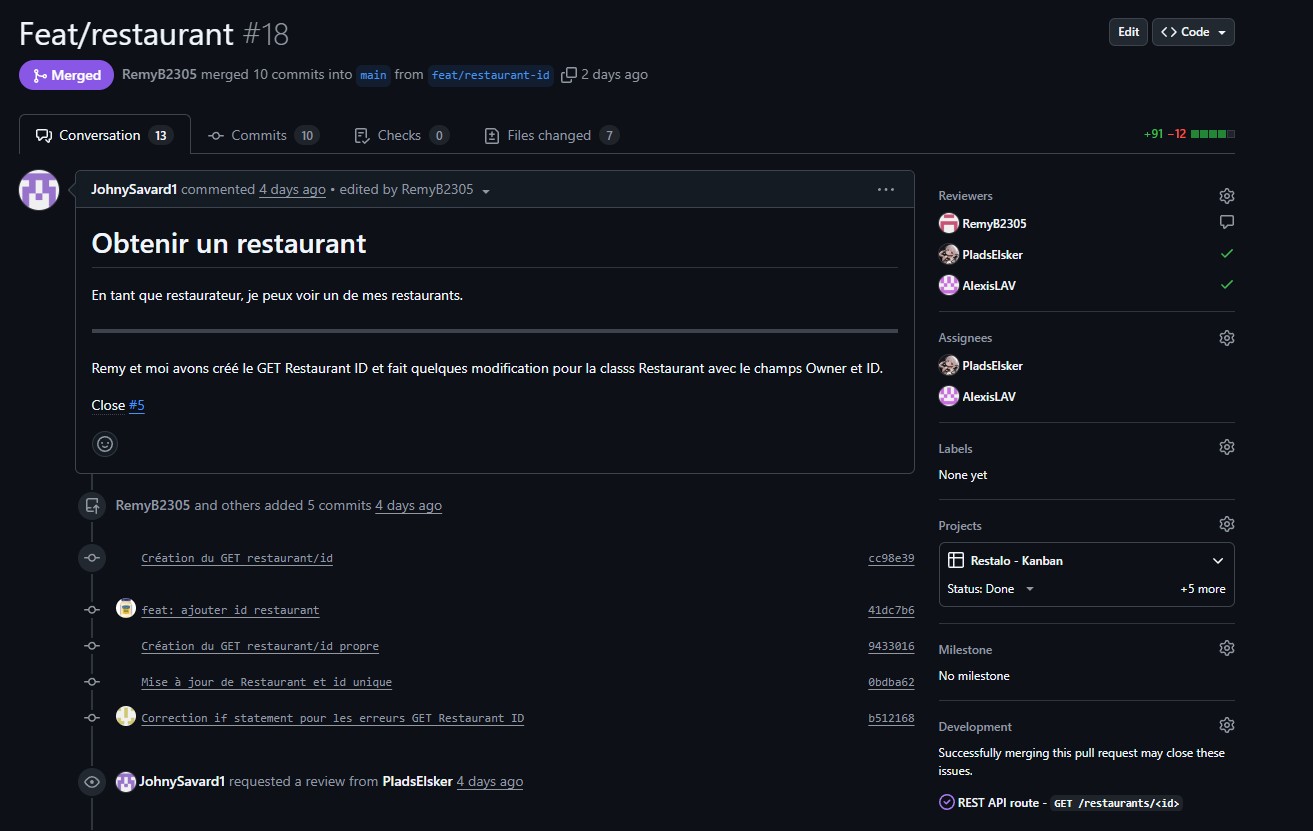 Feat/restaurant #18
Edit
Code
Merged
RemyB2305 merged 10 commits into main from feat/restaurant-id 2 days ago
Conversation 13
Commits 10
Checks 0
Files changed 7
+91 −12
JohnySavard1 commented 4 days ago • edited by RemyB2305
Obtenir un restaurant
En tant que restaurateur, je peux voir un de mes restaurants.
Remy et moi avons créé le GET Restaurant ID et fait quelques modification pour la classs Restaurant avec le champs Owner et ID.
Close #5
RemyB2305 and others added 5 commits 4 days ago
Création du GET restaurant/id cc98e39
feat: ajouter id restaurant 41dc7b6
Création du GET restaurant/id propre 9433016
Mise à jour de Restaurant et id unique 0bdba62
Correction if statement pour les erreurs GET Restaurant ID b512168
JohnySavard1 requested a review from PladsElsker 4 days ago
Reviewers
RemyB2305
PladsElsker
AlexisLAV
Assignees
PladsElsker
AlexisLAV
Labels
None yet
Projects
Restalo - Kanban
Status: Done +5 more
Milestone
No milestone
Development
Successfully merging this pull request may close these
issues.
REST API route - GET /restaurants/<id>